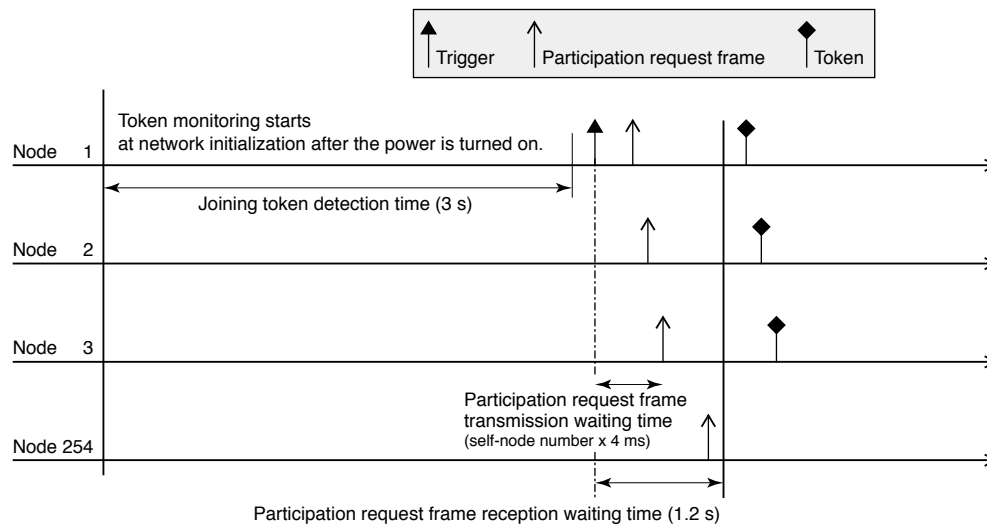 Trigger Participation request frame Token
Token monitoring starts
at network initialization after the power is turned on.
Node 1
Joining token detection time (3 s)
Node 2
Node 3
Participation request frame
transmission waiting time
(self-node number x 4 ms)
Node 254
Participation request frame reception waiting time (1.2 s)